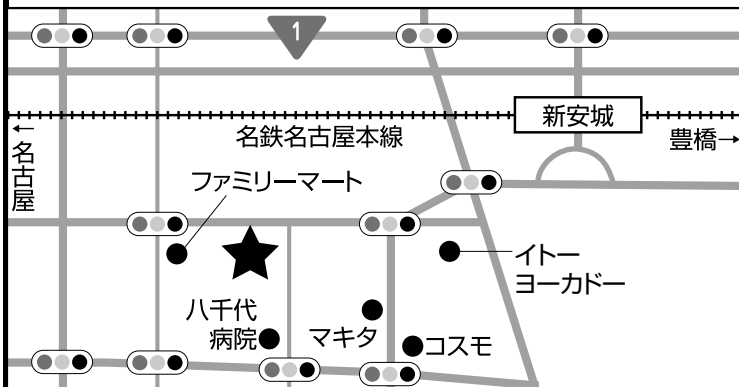 1
新安城
名鉄名古屋本線
豊橋→
←名古屋
ファミリーマート
イトー
ヨーカドー
八千代
病院
マキタ
コスモ